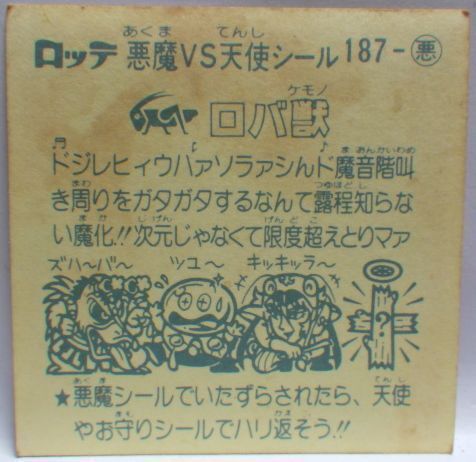 ロッテ 悪魔VS天使シール 187-悪
ロバ獣
ドジレヒィウハァソラァシんド魔音階叫
き周りをガタガタするなんて露程知らな
い魔化!!次元じゃなくて限度超えとりマァ
ズハ〜バ〜 ツユ〜 キッキッラ〜
?
★悪魔シールでいたずらされたら、天使
やお守りシールでハリ返そう!!